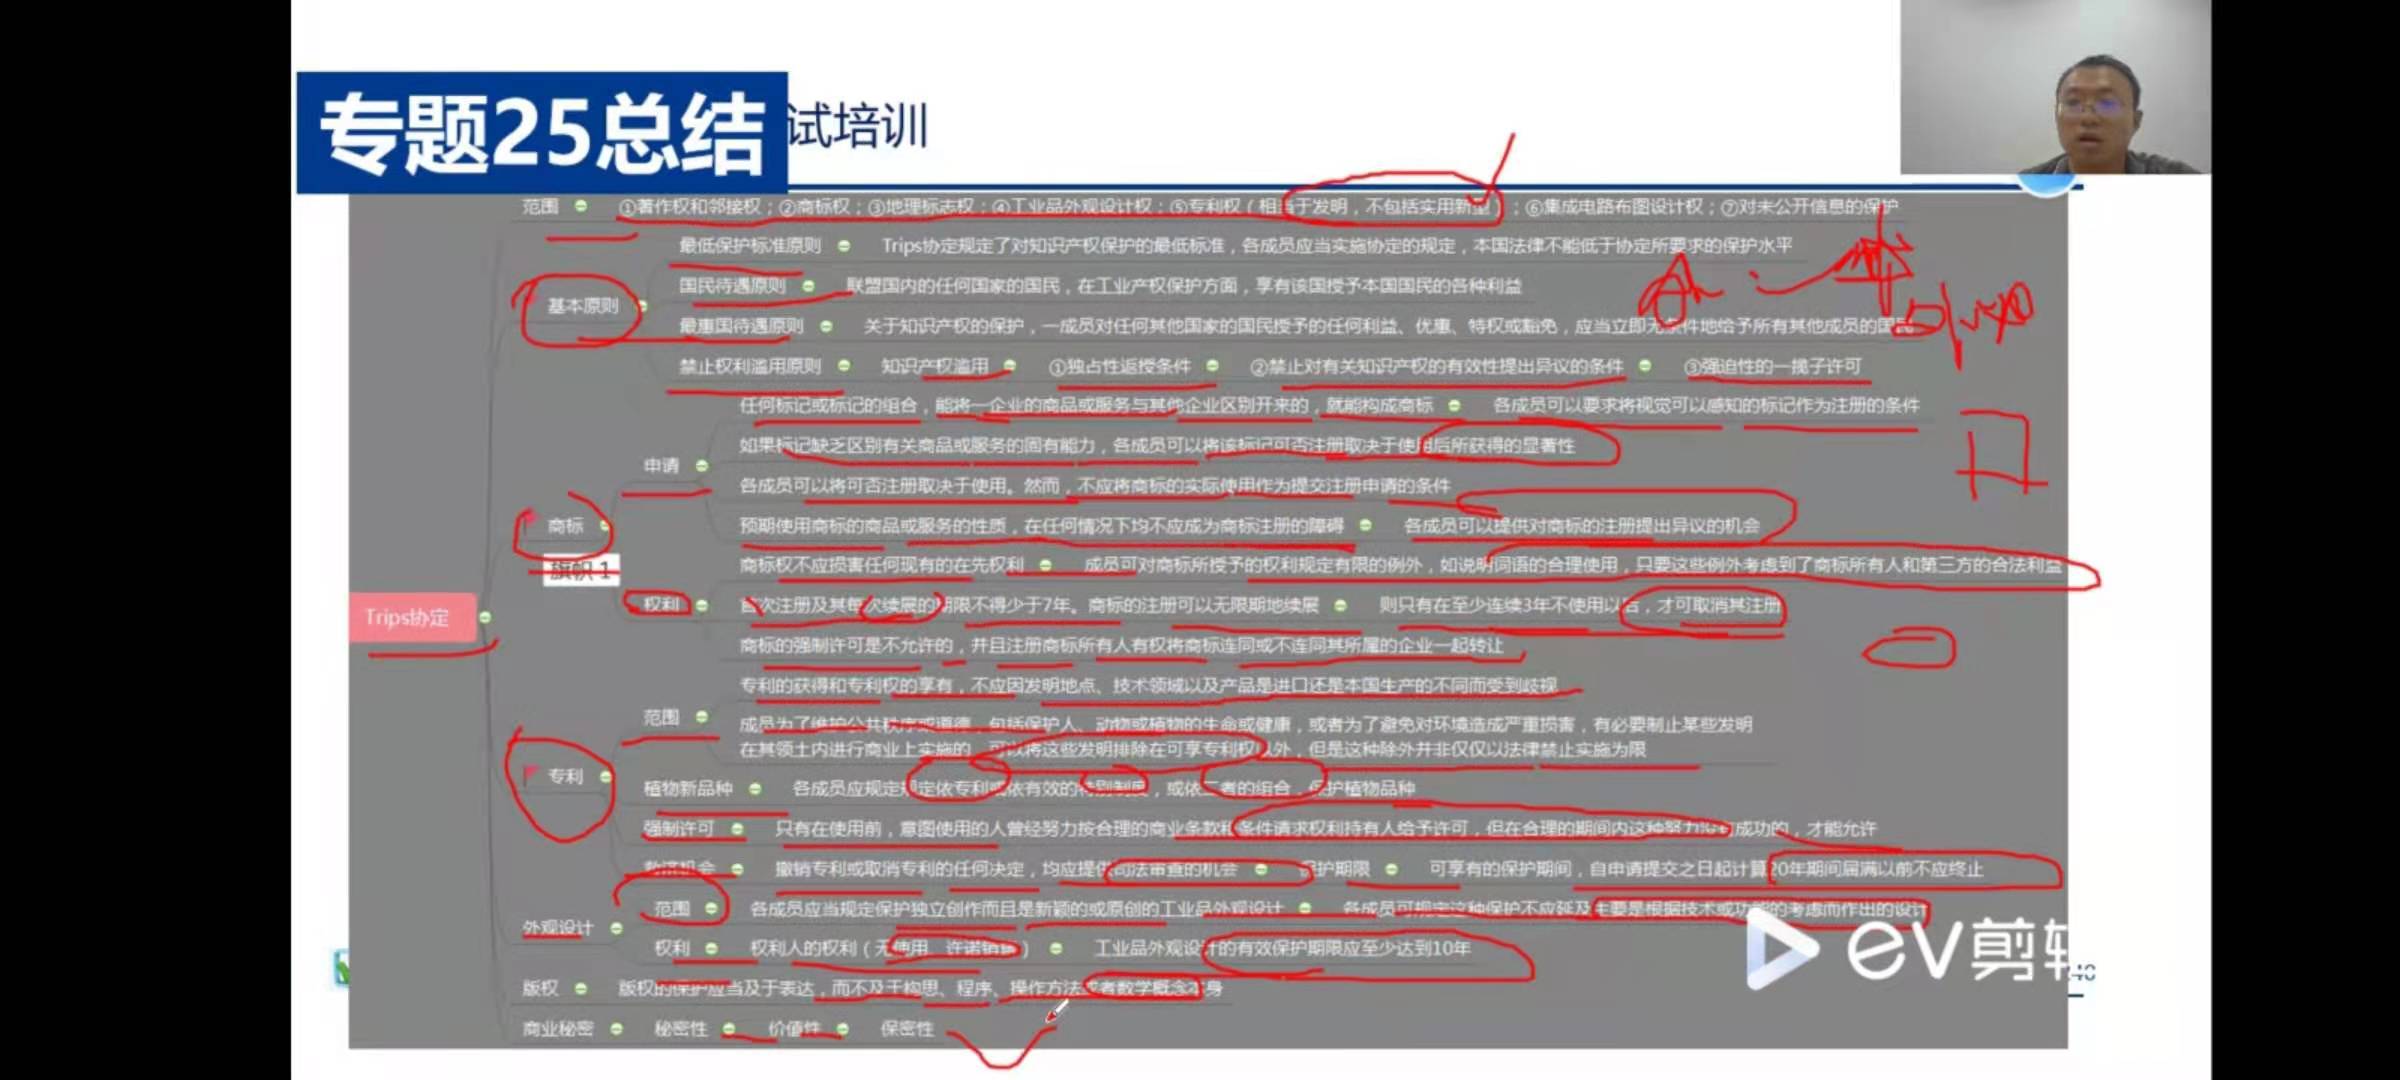 专题25总结
试培训
范围 ①著作权和邻接权；②商标权；③地理标志权；④工业品外观设计权；⑤专利权（相当于发明，不包括实用新型）；⑥集成电路布图设计权；⑦对未公开信息的保护
最低保护标准原则 Trips协定规定了对知识产权保护的最低标准，各成员应当实施协定的规定，本国法律不能低于协定所要求的保护水平
基本原则
国民待遇原则 联盟国内的任何国家的国民，在工业产权保护方面，享有该国授予本国国民的各种利益
最惠国待遇原则 关于知识产权的保护，一成员对任何其他国家的国民授予的任何利益、优惠、特权或豁免，应当立即无条件地给予所有其他成员的国民
禁止权利滥用原则 知识产权滥用 ①独占性返授条件 ②禁止对有关知识产权的有效性提出异议的条件 ③强迫性的一揽子许可
任何标记或标记的组合，能将一企业的商品或服务与其他企业区别开来的，就能构成商标 各成员可以要求将视觉可以感知的标记作为注册的条件
如果标记缺乏区别有关商品或服务的固有能力，各成员可以将该标记可否注册取决于使用后所获得的显著性
申请
各成员可以将可否注册取决于使用。然而，不应将商标的实际使用作为提交注册申请的条件
商标
预期使用商标的商品或服务的性质，在任何情况下均不应成为商标注册的障碍 各成员可以提供对商标的注册提出异议的机会
旗帜 1
商标权不应损害任何现有的在先权利 成员可对商标所授予的权利规定有限的例外，如说明词语的合理使用，只要这些例外考虑到了商标所有人和第三方的合法利益
权利 首次注册及其每次续展的期限不得少于7年。商标的注册可以无限期地续展 则只有在至少连续3年不使用以后，才可取消其注册
Trips协定
商标的强制许可是不允许的，并且注册商标所有人有权将商标连同或不连同其所属的企业一起转让
专利的获得和专利权的享有，不应因发明地点、技术领域以及产品是进口还是本国生产的不同而受到歧视
范围
成员为了维护公共秩序或道德，包括保护人、动物或植物的生命或健康，或者为了避免对环境造成严重损害，有必要制止某些发明
在其领土内进行商业上实施的，可以将这些发明排除在可享专利权以外，但是这种除外并非仅仅以法律禁止实施为限
专利
植物新品种 各成员应规定规定依专利或依有效的特别制度，或依二者的组合，保护植物品种
强制许可 只有在使用前，意图使用的人曾经努力按合理的商业条款和条件请求权利持有人给予许可，但在合理的期间内这种努力没有成功的，才能允许
救济机会 撤销专利或取消专利的任何决定，均应提供司法审查的机会 保护期限 可享有的保护期间，自申请提交之日起计算20年期间届满以前不应终止
范围 各成员应当规定保护独立创作而且是新颖的或原创的工业品外观设计 各成员可规定这种保护不应延及主要是根据技术或功能的考虑而作出的设计
外观设计
权利 权利人的权利（无使用、许诺销售） 工业品外观设计的有效保护期限应至少达到10年
版权 版权的保护应当及于表达，而不及于构思、程序、操作方法或者数学概念本身
商业秘密 秘密性 价值性 保密性
ev剪辑